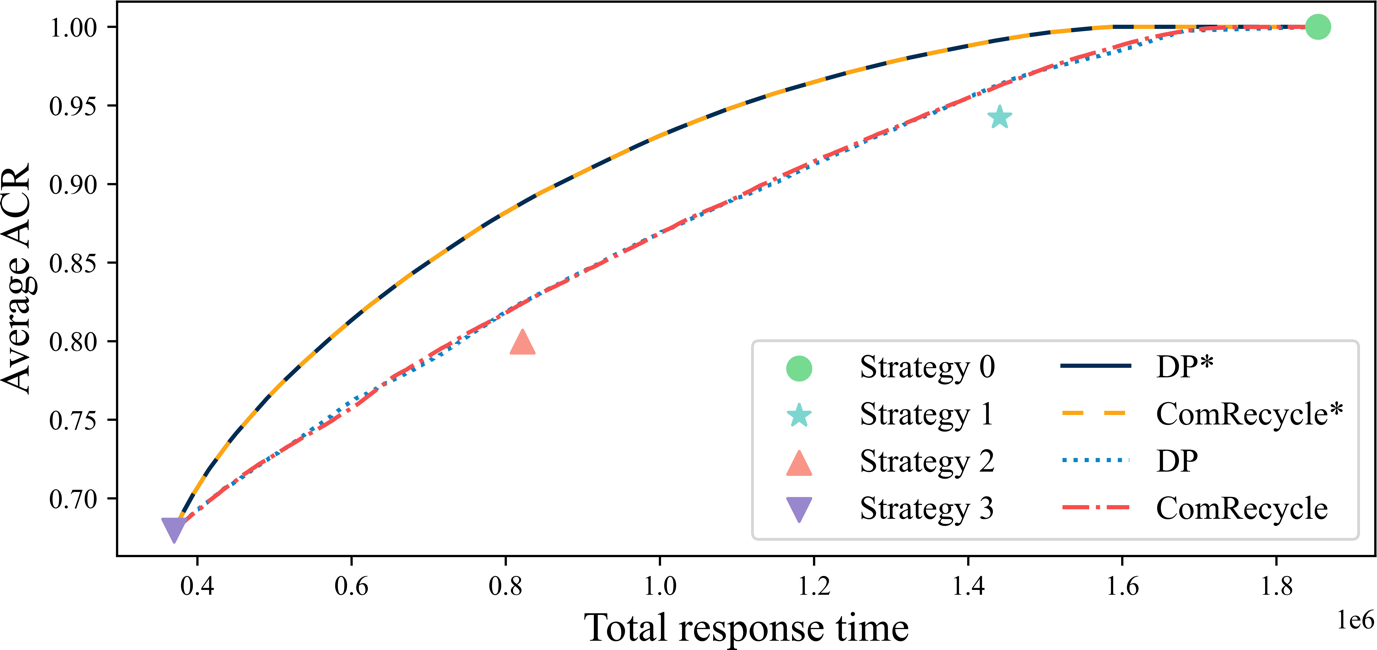 1.00
0.95
0.90
0.85
0.80
0.75
0.70
Average ACR
Strategy 0
Strategy 1
Strategy 2
Strategy 3
DP*
ComRecycle*
DP
ComRecycle
0.4 0.6 0.8 1.0 1.2 1.4 1.6 1.8
1e6
Total response time